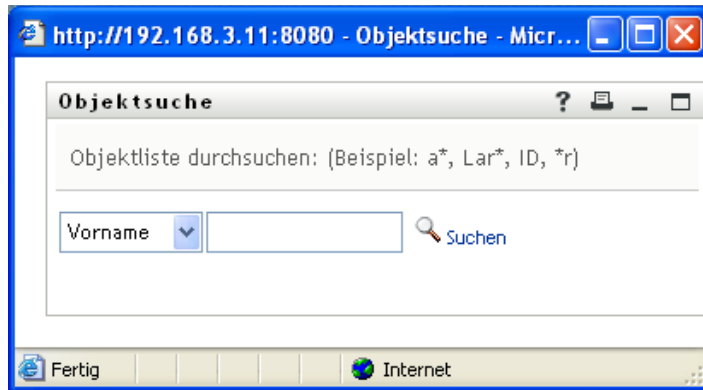 http://192.168.3.11:8080 - Objektsuche - Micr...
Objektsuche
Objektliste durchsuchen: (Beispiel: a*, Lar*, ID, *r)
Vorname
Suchen
Fertig
Internet